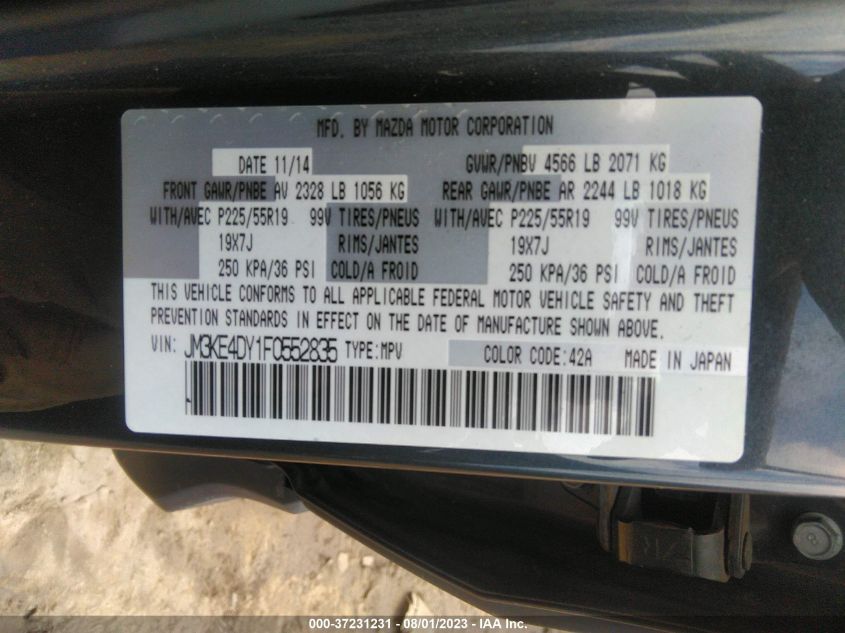 MFD. BY MAZDA MOTOR CORPORATION
DATE 11/14 GVWR/PNBV 4566 LB 2071 KG
FRONT GAWR/PNBE AV 2328 LB 1056 KG REAR GAWR/PNBE AR 2244 LB 1018 KG
WITH/AVEC P225/55R19 99V TIRES/PNEUS WITH/AVEC P225/55R19 99V TIRES/PNEUS
19X7J RIMS/JANTES 19X7J RIMS/JANTES
250 KPA/36 PSI COLD/A FROID 250 KPA/36 PSI COLD/A FROID
THIS VEHICLE CONFORMS TO ALL APPLICABLE FEDERAL MOTOR VEHICLE SAFETY AND THEFT
PREVENTION STANDARDS IN EFFECT ON THE DATE OF MANUFACTURE SHOWN ABOVE.
VIN: JM3KE4DY1F0552835 TYPE:MPV COLOR CODE:42A MADE IN JAPAN
000-37231231 - 08/01/2023 - IAA Inc.